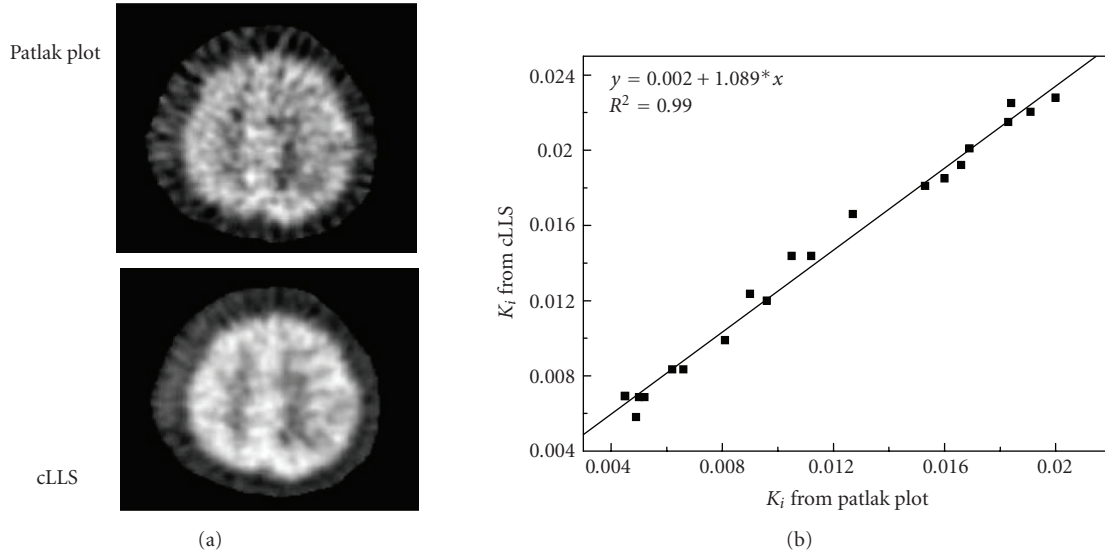 Patlak plot
cLLS
(a)
y = 0.002 + 1.089* x
R² = 0.99
0.024
0.02
0.016
0.012
0.008
0.004
K_i from cLLS
0.004 0.008 0.012 0.016 0.02
K_i from patlak plot
(b)